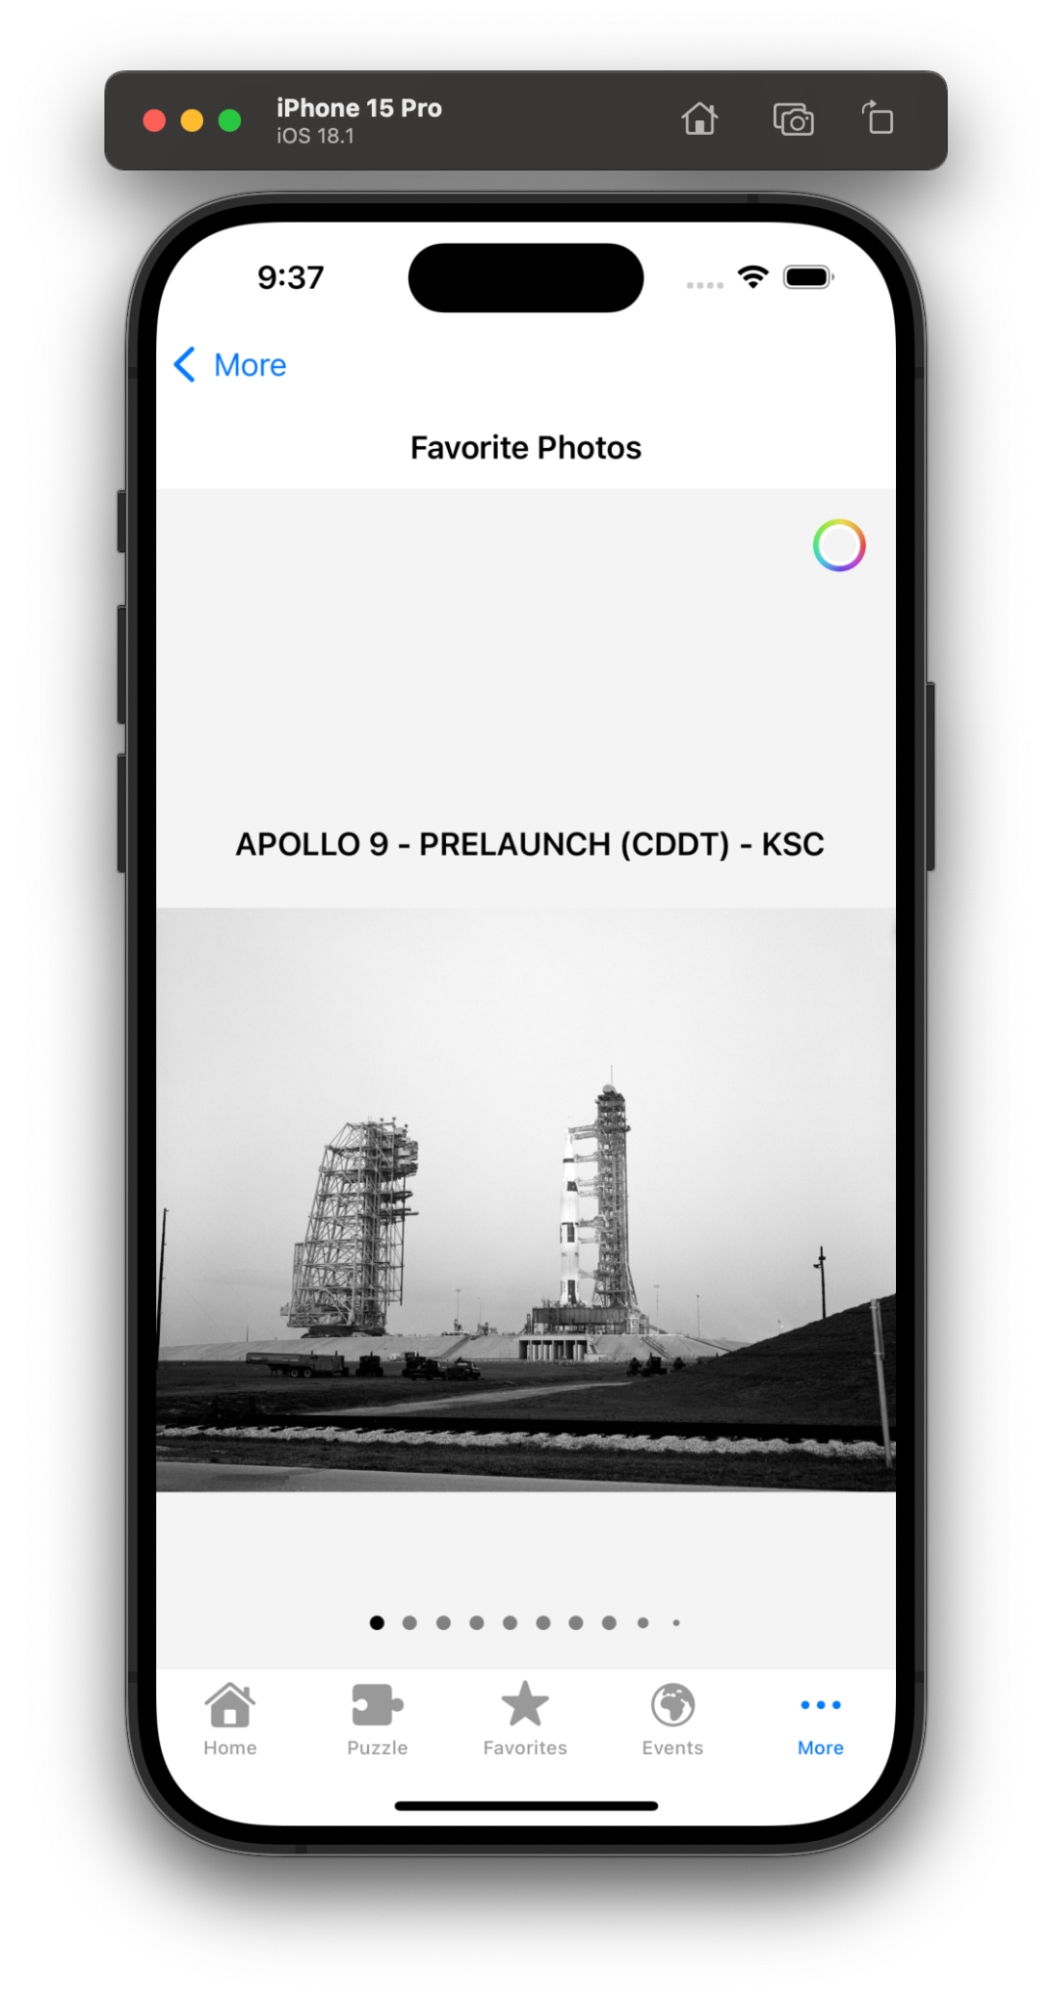 iPhone 15 Pro
iOS 18.1
9:37
More
Favorite Photos
APOLLO 9 - PRELAUNCH (CDDT) - KSC
Home
Puzzle
Favorites
Events
More